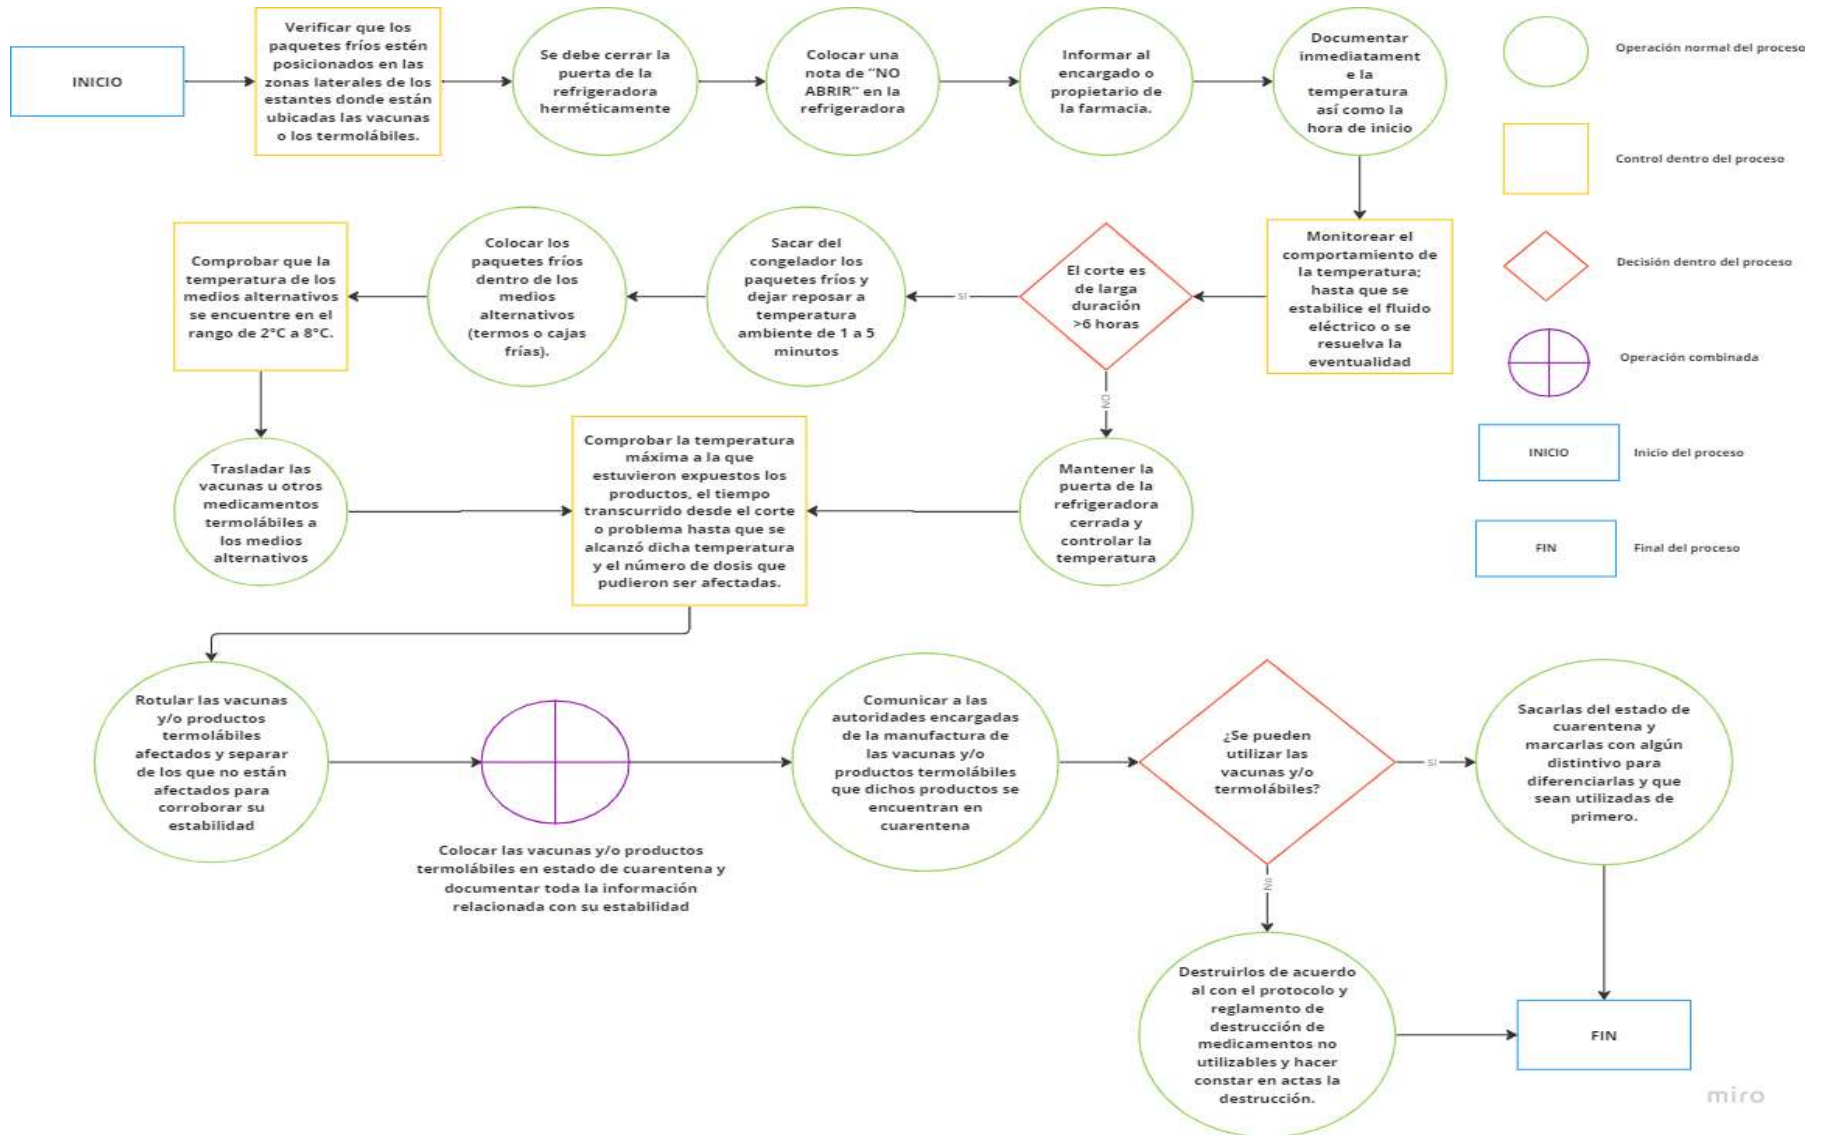 INICIO
Verificar que los
paquetes fríos estén
posicionados en las
zonas laterales de los
estantes donde están
ubicadas las vacunas
o los termolábiles.
Se debe cerrar la
puerta de la
refrigeradora
herméticamente
Colocar una
nota de “NO
ABRIR” en la
refrigeradora
Informar al
encargado o
propietario de
la farmacia.
Documentar
inmediatament
e la
temperatura
así como la
hora de inicio
Operación normal del proceso
Control dentro del proceso
Decisión dentro del proceso
Operación combinada
INICIO
Inicio del proceso
FIN
Final del proceso
Monitorear el
comportamiento de
la temperatura;
hasta que se
estabilice el fluido
eléctrico o se
resuelva la
eventualidad
El corte es
de larga
duración
>6 horas
SI
NO
Sacar del
congelador los
paquetes fríos y
dejar reposar a
temperatura
ambiente de 1 a 5
minutos
Colocar los
paquetes fríos
dentro de los
medios
alternativos
(termos o cajas
frías).
Comprobar que la
temperatura de los
medios alternativos
se encuentre en el
rango de 2°C a 8°C.
Trasladar las
vacunas u otros
medicamentos
termolábiles a
los medios
alternativos
Comprobar la temperatura
máxima a la que
estuvieron expuestos los
productos, el tiempo
transcurrido desde el corte
o problema hasta que se
alcanzó dicha temperatura
y el número de dosis que
pudieron ser afectadas.
Mantener la
puerta de la
refrigeradora
cerrada y
controlar la
temperatura
Rotular las vacunas
y/o productos
termolábiles
afectados y separar
de los que no están
afectados para
corroborar su
estabilidad
Colocar las vacunas y/o productos
termolábiles en estado de cuarentena y
documentar toda la información
relacionada con su estabilidad
Comunicar a las
autoridades encargadas
de la manufactura de
las vacunas y/o
productos termolábiles
que dichos productos se
encuentran en
cuarentena
¿Se pueden
utilizar las
vacunas y/o
termolábiles?
SI
No
Sacarlas del estado de
cuarentena y
marcarlas con algún
distintivo para
diferenciarlas y que
sean utilizadas de
primero.
Destruirlos de acuerdo
al con el protocolo y
reglamento de
destrucción de
medicamentos no
utilizables y hacer
constar en actas la
destrucción.
FIN
miro